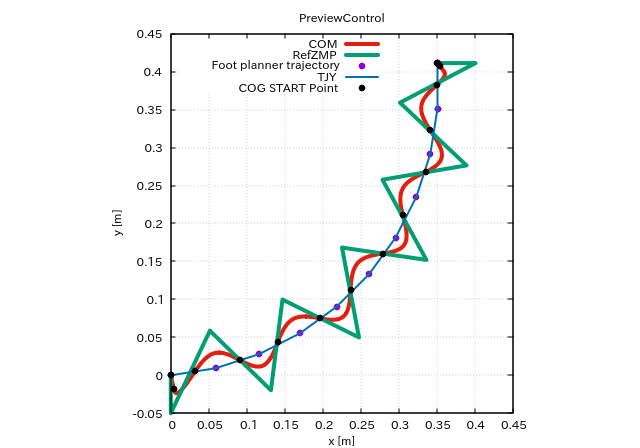 PreviewControl
COM
RefZMP
Foot planner trajectory
TJY
COG START Point
0.45
0.4
0.35
0.3
0.25
0.2
0.15
0.1
0.05
0
-0.05
y [m]
0 0.05 0.1 0.15 0.2 0.25 0.3 0.35 0.4 0.45
x [m]